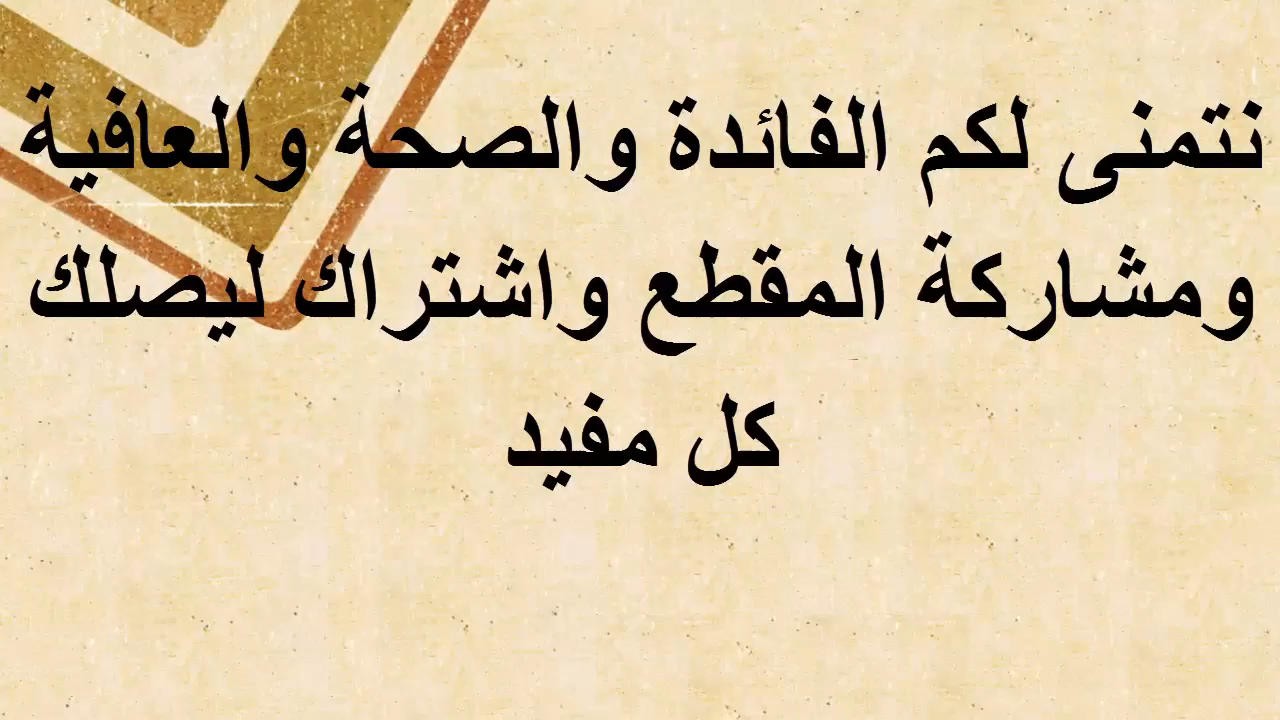 نتمنى لكم الفائدة والصحة والعافية
ومشاركة المقطع واشتراك ليصلك
كل مفيد